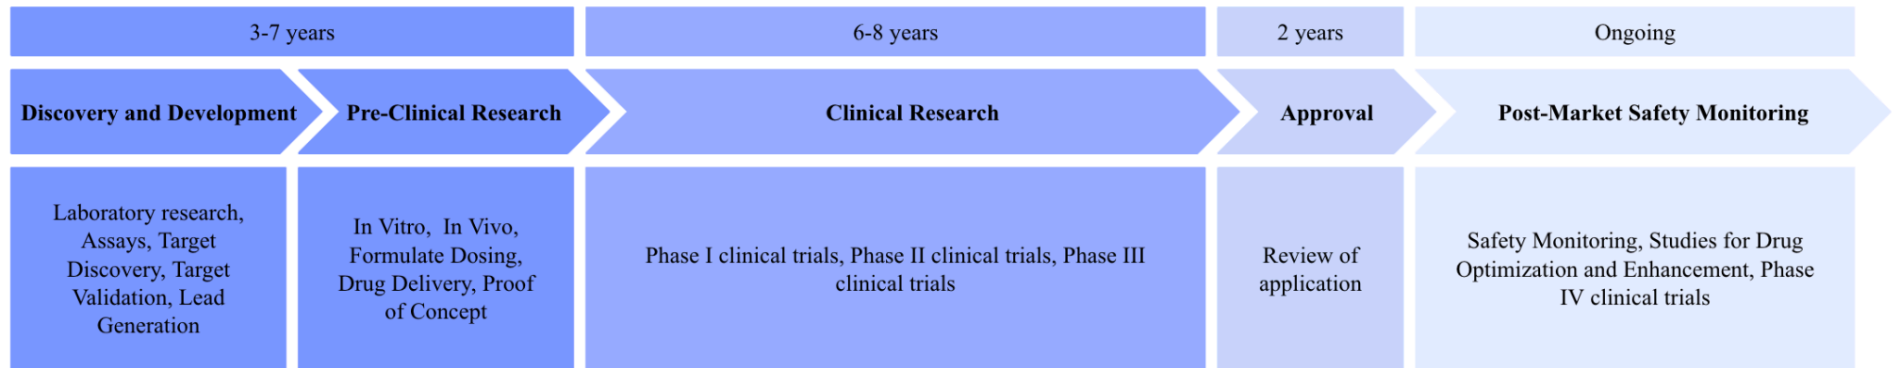 3-7 years
6-8 years
2 years
Ongoing
Discovery and Development
Pre-Clinical Research
Clinical Research
Approval
Post-Market Safety Monitoring
Laboratory research,
Assays, Target
Discovery, Target
Validation, Lead
Generation
In Vitro,  In Vivo,
Formulate Dosing,
Drug Delivery, Proof
of Concept
Phase I clinical trials, Phase II clinical trials, Phase III
clinical trials
Review of
application
Safety Monitoring, Studies for Drug
Optimization and Enhancement, Phase
IV clinical trials